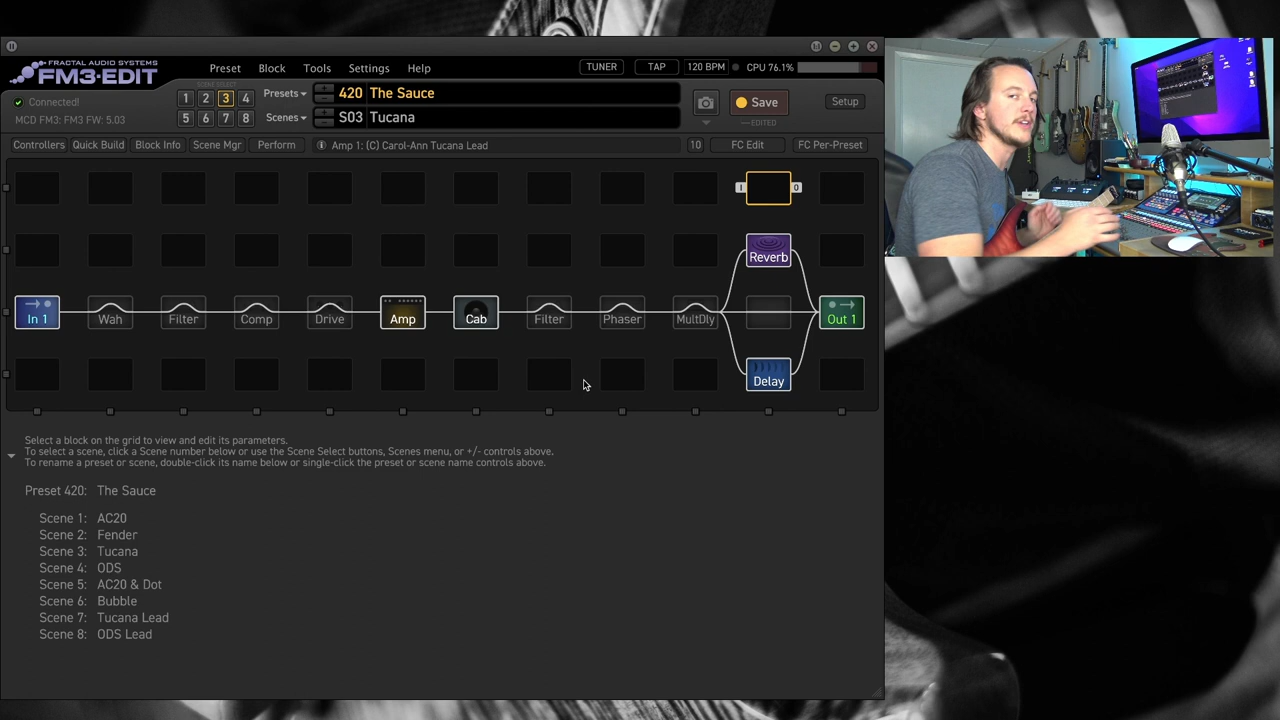 FRACTAL AUDIO SYSTEMS
FM3-EDIT
Preset Block Tools Settings Help
TUNER TAP 120 BPM CPU 76.1%
SCENE SELECT
Connected!
MCD FM3: FM3 FW: 5.03
1 2 3 4
5 6 7 8
Presets 420 The Sauce
Scenes S03 Tucana
Save
EDITED
Setup
Controllers Quick Build Block Info Scene Mgr Perform
Amp 1: (C) Carol-Ann Tucana Lead
10 FC Edit FC Per-Preset
I O
Reverb
In 1 Wah Filter Comp Drive Amp Cab Filter Phaser MultDly Out 1
Delay
Select a block on the grid to view and edit its parameters.
To select a scene, click a Scene number below or use the Scene Select buttons, Scenes menu, or +/- controls above.
To rename a preset or scene, double-click its name below or single-click the preset or scene name controls above.
Preset 420: The Sauce
Scene 1: AC20
Scene 2: Fender
Scene 3: Tucana
Scene 4: ODS
Scene 5: AC20 & Dot
Scene 6: Bubble
Scene 7: Tucana Lead
Scene 8: ODS Lead